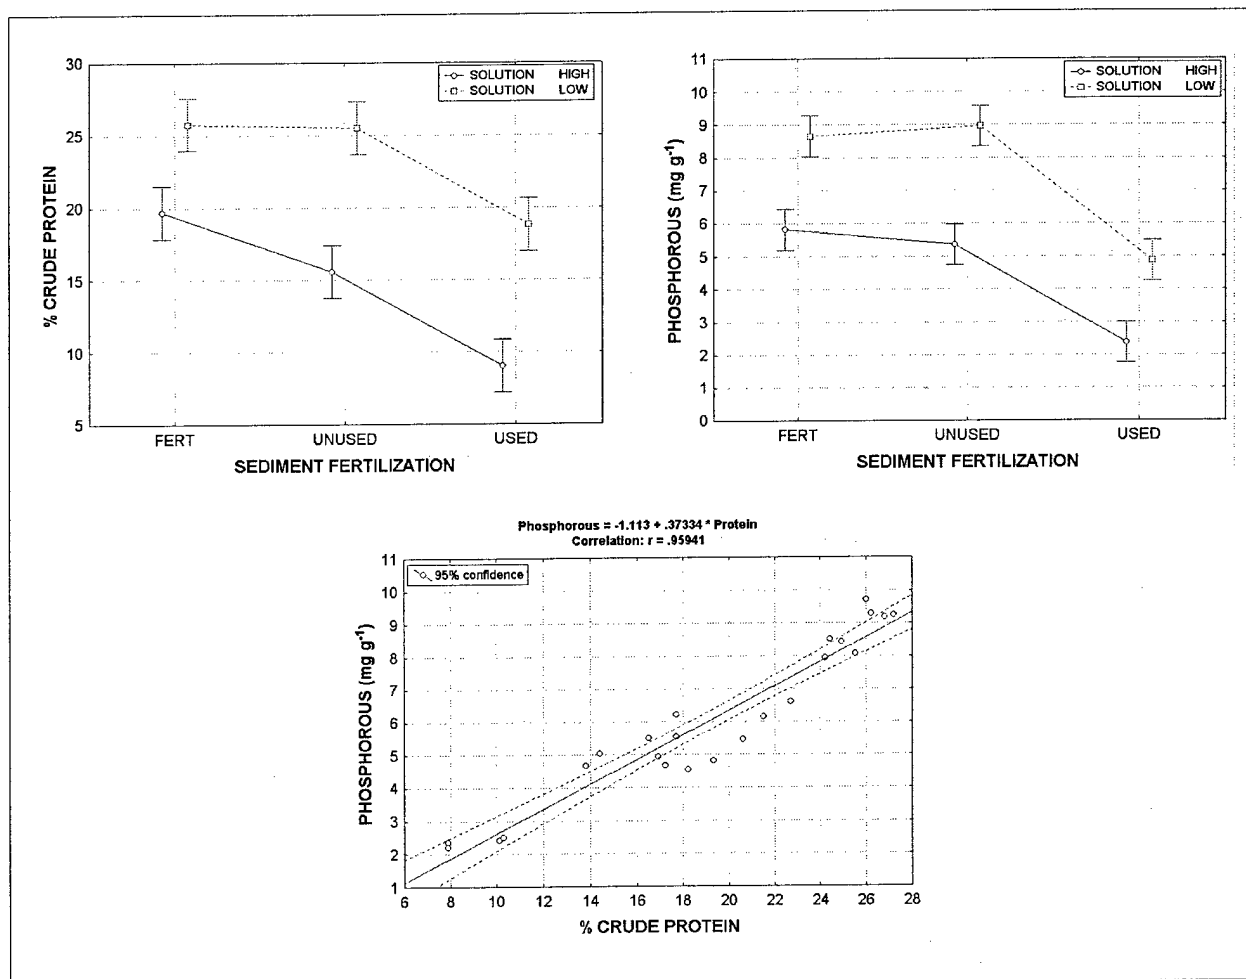 30
25
20
15
10
5
% CRUDE PROTEIN
SOLUTION HIGH
SOLUTION LOW
FERT UNUSED USED
SEDIMENT FERTILIZATION
11
10
9
8
7
6
5
4
3
2
1
0
PHOSPHOROUS (mg g-1)
SOLUTION HIGH
SOLUTION LOW
FERT UNUSED USED
SEDIMENT FERTILIZATION
Phosphorous = -1.113 + .37334 * Protein
Correlation: r = .95941
95% confidence
11
10
9
8
7
6
5
4
3
2
1
PHOSPHOROUS (mg g-1)
6 8 10 12 14 16 18 20 22 24 26 28
% CRUDE PROTEIN